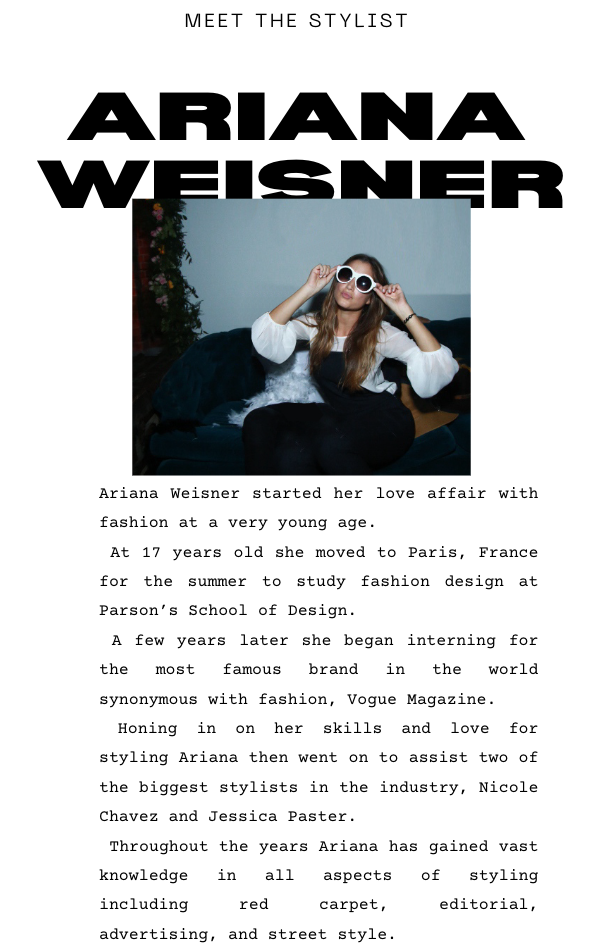 MEET THE STYLIST
ARIANA
WEISNER
Ariana Weisner started her love affair with
fashion at a very young age.
At 17 years old she moved to Paris, France
for the summer to study fashion design at
Parson’s School of Design.
A few years later she began interning for
the most famous brand in the world
synonymous with fashion, Vogue Magazine.
Honing in on her skills and love for
styling Ariana then went on to assist two of
the biggest stylists in the industry, Nicole
Chavez and Jessica Paster.
Throughout the years Ariana has gained vast
knowledge in all aspects of styling
including red carpet, editorial,
advertising, and street style.